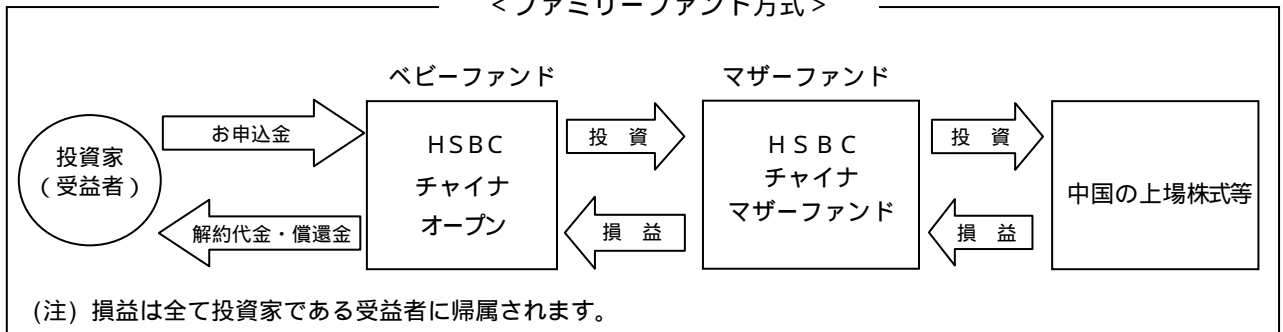 ＜ファミリーファンド方式＞
ベビーファンド
マザーファンド
投資家
（受益者）
お申込金
解約代金・償還金
ＨＳＢＣ
チャイナ
オープン
投 資
損 益
ＨＳＢＣ
チャイナ
マザーファンド
投 資
損 益
中国の上場株式等
(注) 損益は全て投資家である受益者に帰属されます。